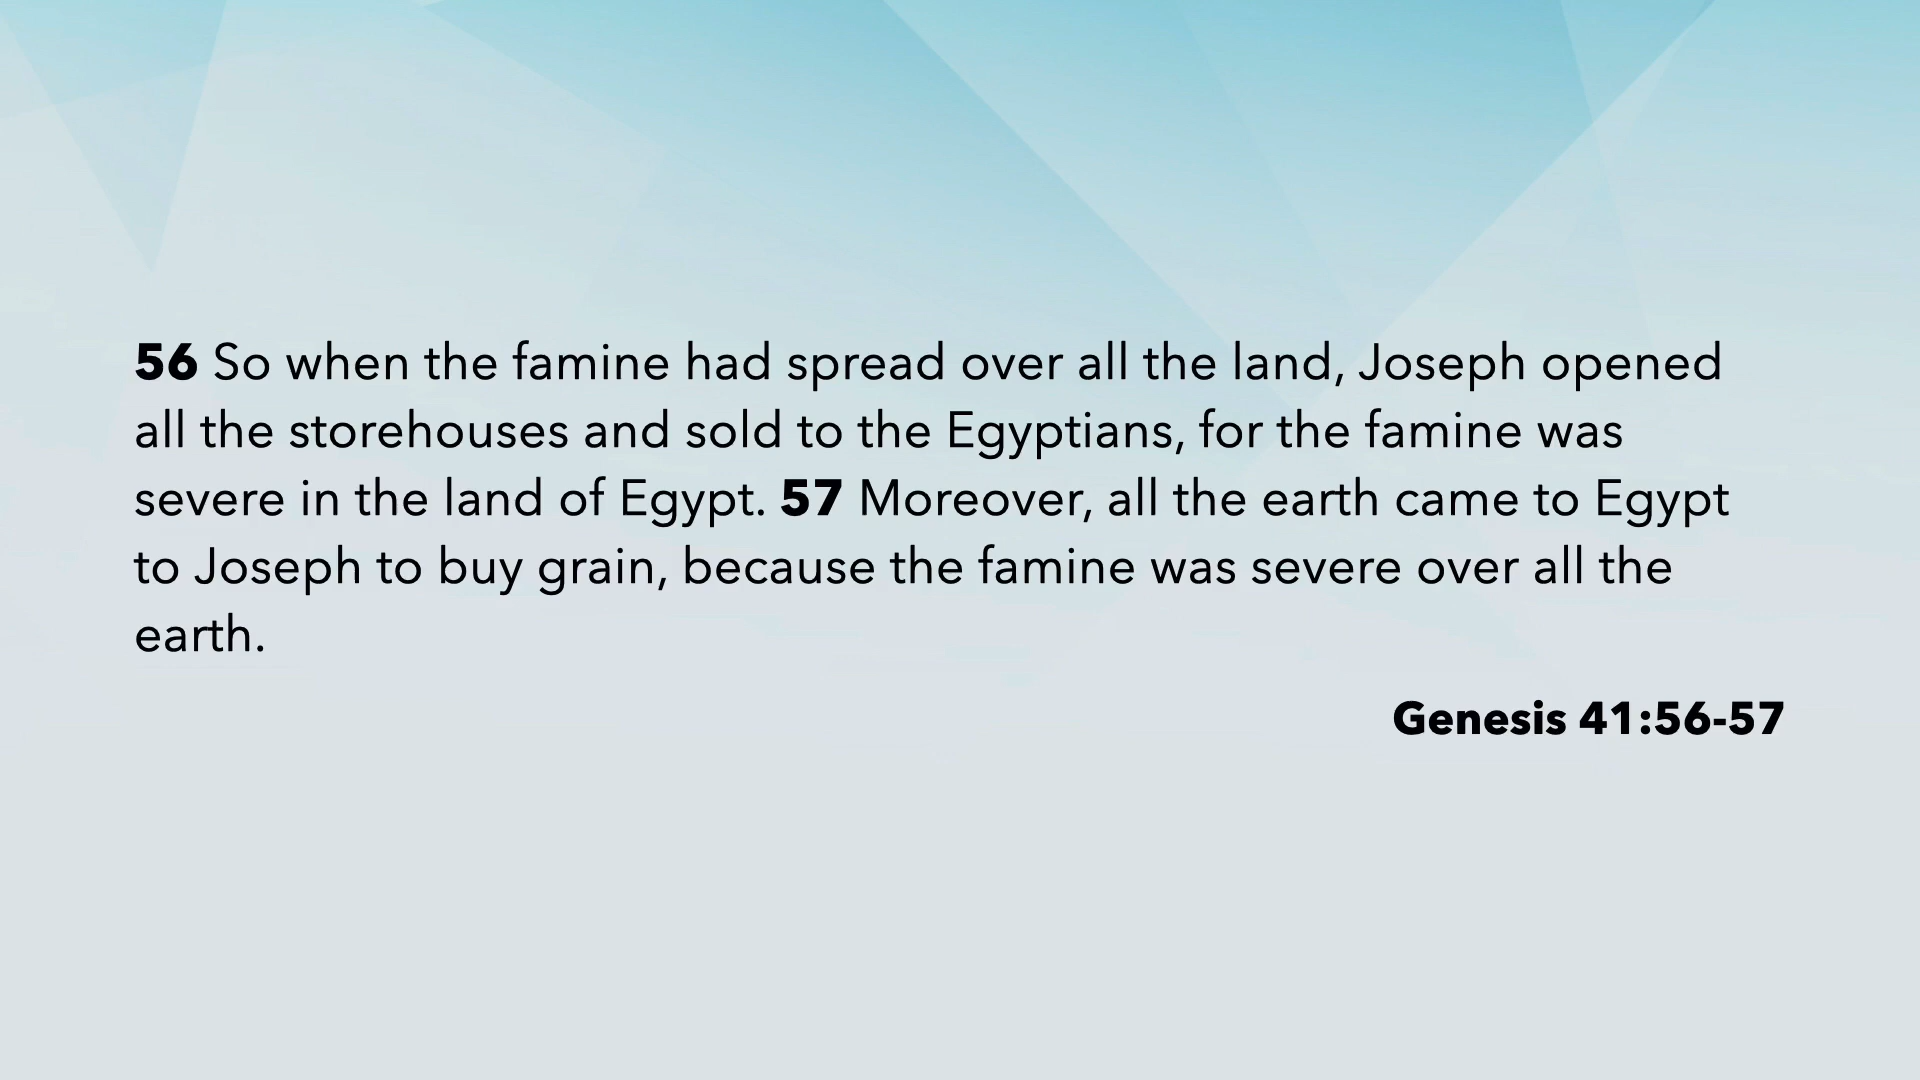 56 So when the famine had spread over all the land, Joseph opened
all the storehouses and sold to the Egyptians, for the famine was
severe in the land of Egypt. 57 Moreover, all the earth came to Egypt
to Joseph to buy grain, because the famine was severe over all the
earth.
Genesis 41:56-57